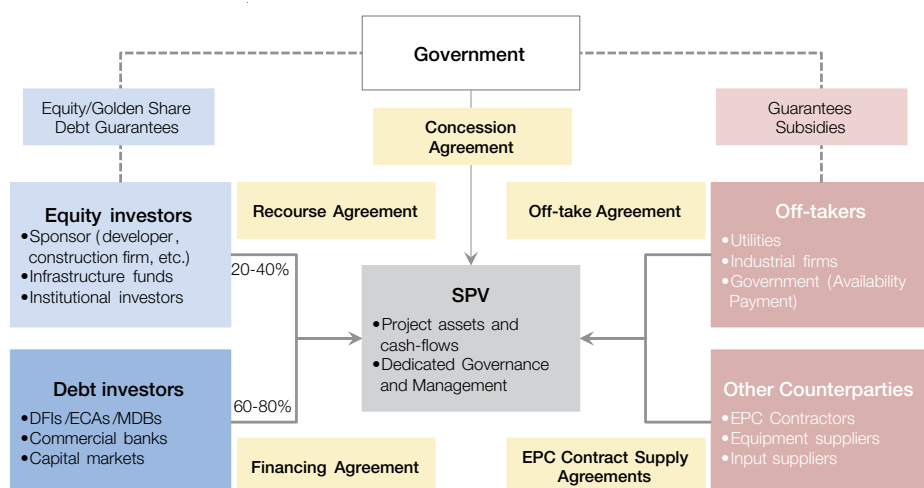 Government
Equity/Golden Share
Debt Guarantees
Concession
Agreement
Guarantees
Subsidies
Equity investors
•Sponsor (developer,
construction firm, etc.)
•Infrastructure funds
•Institutional investors
Recourse Agreement
Off-take Agreement
Off-takers
•Utilities
•Industrial firms
•Government (Availability
Payment)
20-40%
SPV
•Project assets and
cash-flows
•Dedicated Governance
and Management
Debt investors
•DFIs/ECAs/MDBs
•Commercial banks
•Capital markets
60-80%
Other Counterparties
•EPC Contractors
•Equipment suppliers
•Input suppliers
Financing Agreement
EPC Contract Supply
Agreements